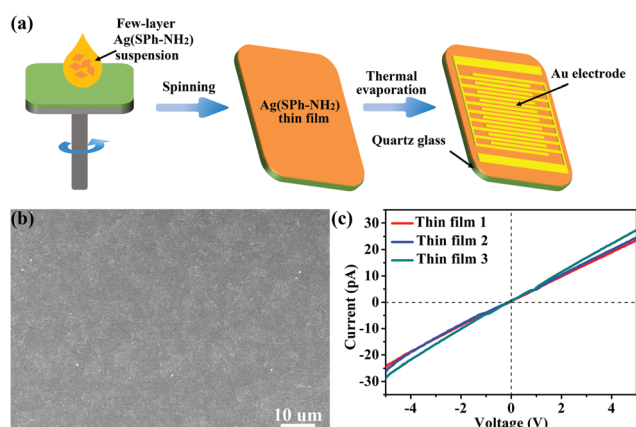 (a)
Few-layer
Ag(SPh-NH₂)
suspension
Spinning
Ag(SPh-NH₂)
thin film
Thermal
evaporation
Au electrode
Quartz glass
(b)
10 um
(c)
Thin film 1
Thin film 2
Thin film 3
Current (pA)
30
20
10
0
-10
-20
-30
-4 -2 0 2 4
Voltage (V)